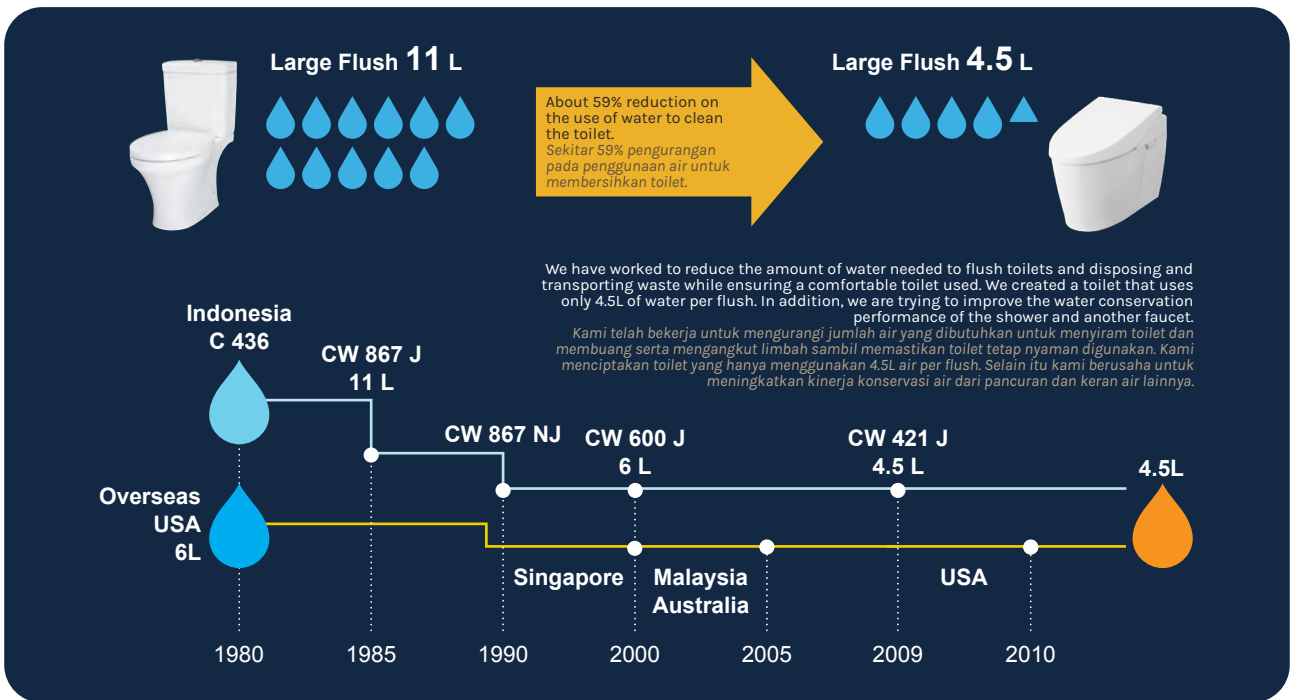 Large Flush 11 L
Large Flush 4.5 L
About 59% reduction on
the use of water to clean
the toilet.
Sekitar 59% pengurangan
pada penggunaan air untuk
membersihkan toilet.
We have worked to reduce the amount of water needed to flush toilets and disposing and
transporting waste while ensuring a comfortable toilet used. We created a toilet that uses
only 4.5L of water per flush. In addition, we are trying to improve the water conservation
performance of the shower and another faucet.
Kami telah bekerja untuk mengurangi jumlah air yang dibutuhkan untuk menyiram toilet dan
membuang serta mengangkut limbah sambil memastikan toilet tetap nyaman digunakan. Kami
menciptakan toilet yang hanya menggunakan 4.5L air per flush. Selain itu kami berusaha untuk
meningkatkan kinerja konservasi air dari pancuran dan keran air lainnya.
Indonesia
C 436
CW 867 J
11 L
CW 867 NJ
CW 600 J
6 L
CW 421 J
4.5 L
4.5L
Overseas
USA
6L
Singapore
Malaysia
Australia
USA
1980
1985
1990
2000
2005
2009
2010